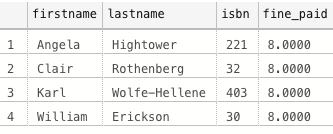 firstname lastname isbn fine_paid
1 Angela Hightower 221 8.0000
2 Clair Rothenberg 32 8.0000
3 Karl Wolfe-Hellene 403 8.0000
4 William Erickson 30 8.0000